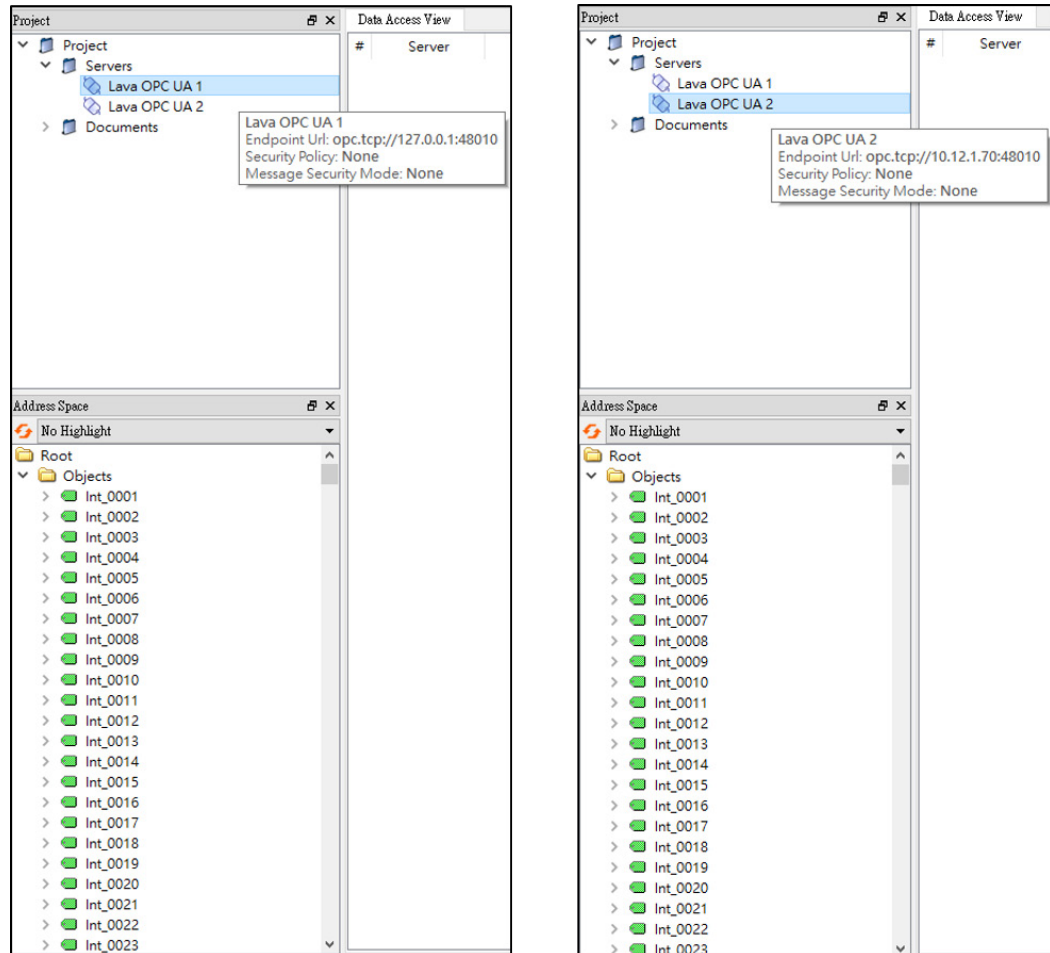 Project
Data Access View
Project
# Server
Servers
Lava OPC UA 1
Lava OPC UA 2
Documents
Lava OPC UA 1
Endpoint Url: opc.tcp://127.0.0.1:48010
Security Policy: None
Message Security Mode: None
Address Space
No Highlight
Root
Objects
Int_0001
Int_0002
Int_0003
Int_0004
Int_0005
Int_0006
Int_0007
Int_0008
Int_0009
Int_0010
Int_0011
Int_0012
Int_0013
Int_0014
Int_0015
Int_0016
Int_0017
Int_0018
Int_0019
Int_0020
Int_0021
Int_0022
Int_0023
Project
Data Access View
Project
# Server
Servers
Lava OPC UA 1
Lava OPC UA 2
Documents
Lava OPC UA 2
Endpoint Url: opc.tcp://10.12.1.70:48010
Security Policy: None
Message Security Mode: None
Address Space
No Highlight
Root
Objects
Int_0001
Int_0002
Int_0003
Int_0004
Int_0005
Int_0006
Int_0007
Int_0008
Int_0009
Int_0010
Int_0011
Int_0012
Int_0013
Int_0014
Int_0015
Int_0016
Int_0017
Int_0018
Int_0019
Int_0020
Int_0021
Int_0022
Int_0023